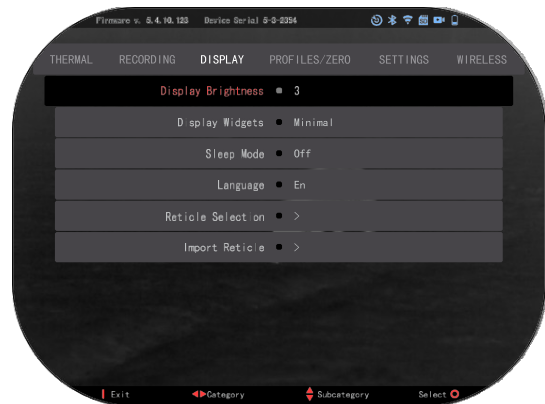 Firmware v. 5.4.10.123 Device Serial 5-3-2354
THERMAL RECORDING DISPLAY PROFILES/ZERO SETTINGS WIRELESS
Display Brightness 3
Display Widgets Minimal
Sleep Mode Off
Language En
Reticle Selection >
Import Reticle >
Exit Category Subcategory Select